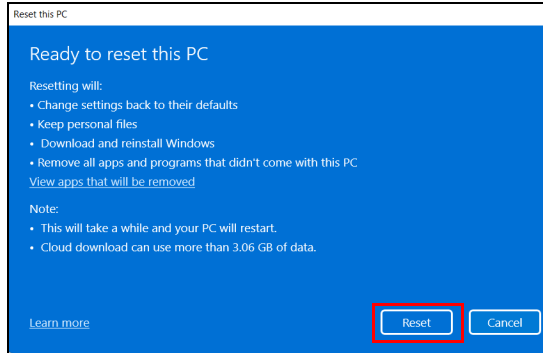 Reset this PC
Ready to reset this PC
Resetting will:
• Change settings back to their defaults
• Keep personal files
• Download and reinstall Windows
• Remove all apps and programs that didn't come with this PC
View apps that will be removed
Note:
• This will take a while and your PC will restart.
• Cloud download can use more than 3.06 GB of data.
Learn more Reset Cancel